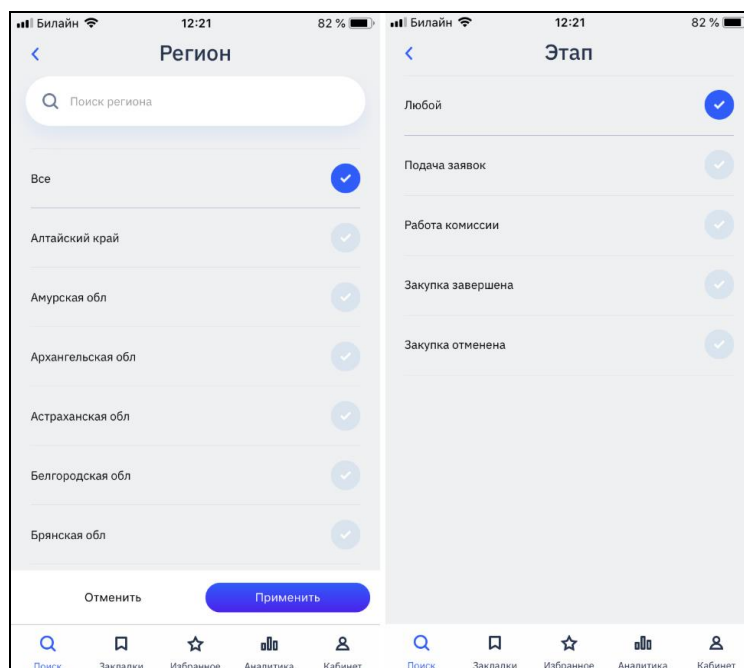 Билайн 12:21 82 %
Регион
Поиск региона
Все
Алтайский край
Амурская обл
Архангельская обл
Астраханская обл
Белгородская обл
Брянская обл
Отменить Применить
Поиск Закладки Избранное Аналитика Кабинет
Билайн 12:21 82 %
Этап
Любой
Подача заявок
Работа комиссии
Закупка завершена
Закупка отменена
Поиск Закладки Избранное Аналитика Кабинет